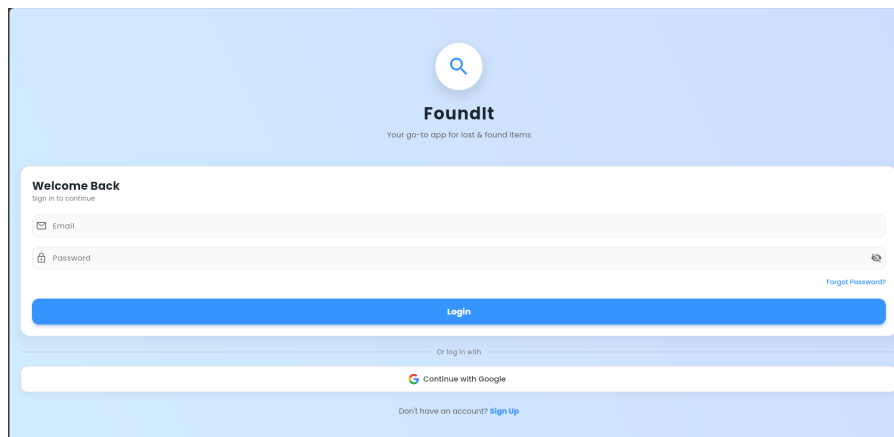 FoundIt
Your go-to app for lost & found items
Welcome Back
Sign in to continue
Email
Password
Forgot Password?
Login
Or log in with
Continue with Google
Don't have an account? Sign Up